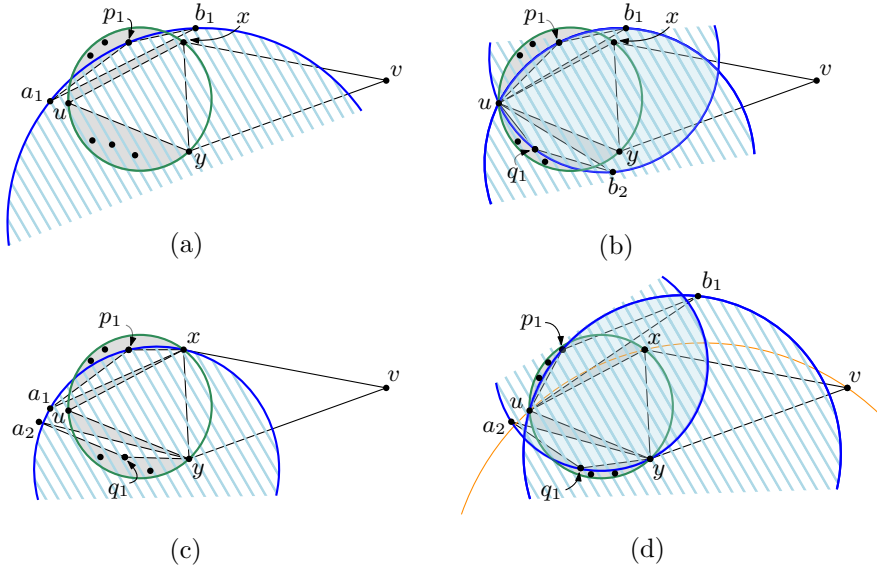 p₁ b₁ x
v
a₁
u
y
(a)
p₁ b₁
x
v
u
q₁ y
b₂
(b)
p₁ x
v
a₁
u
a₂
y
q₁
(c)
b₁
p₁
x
v
u
a₂
y
q₁
(d)